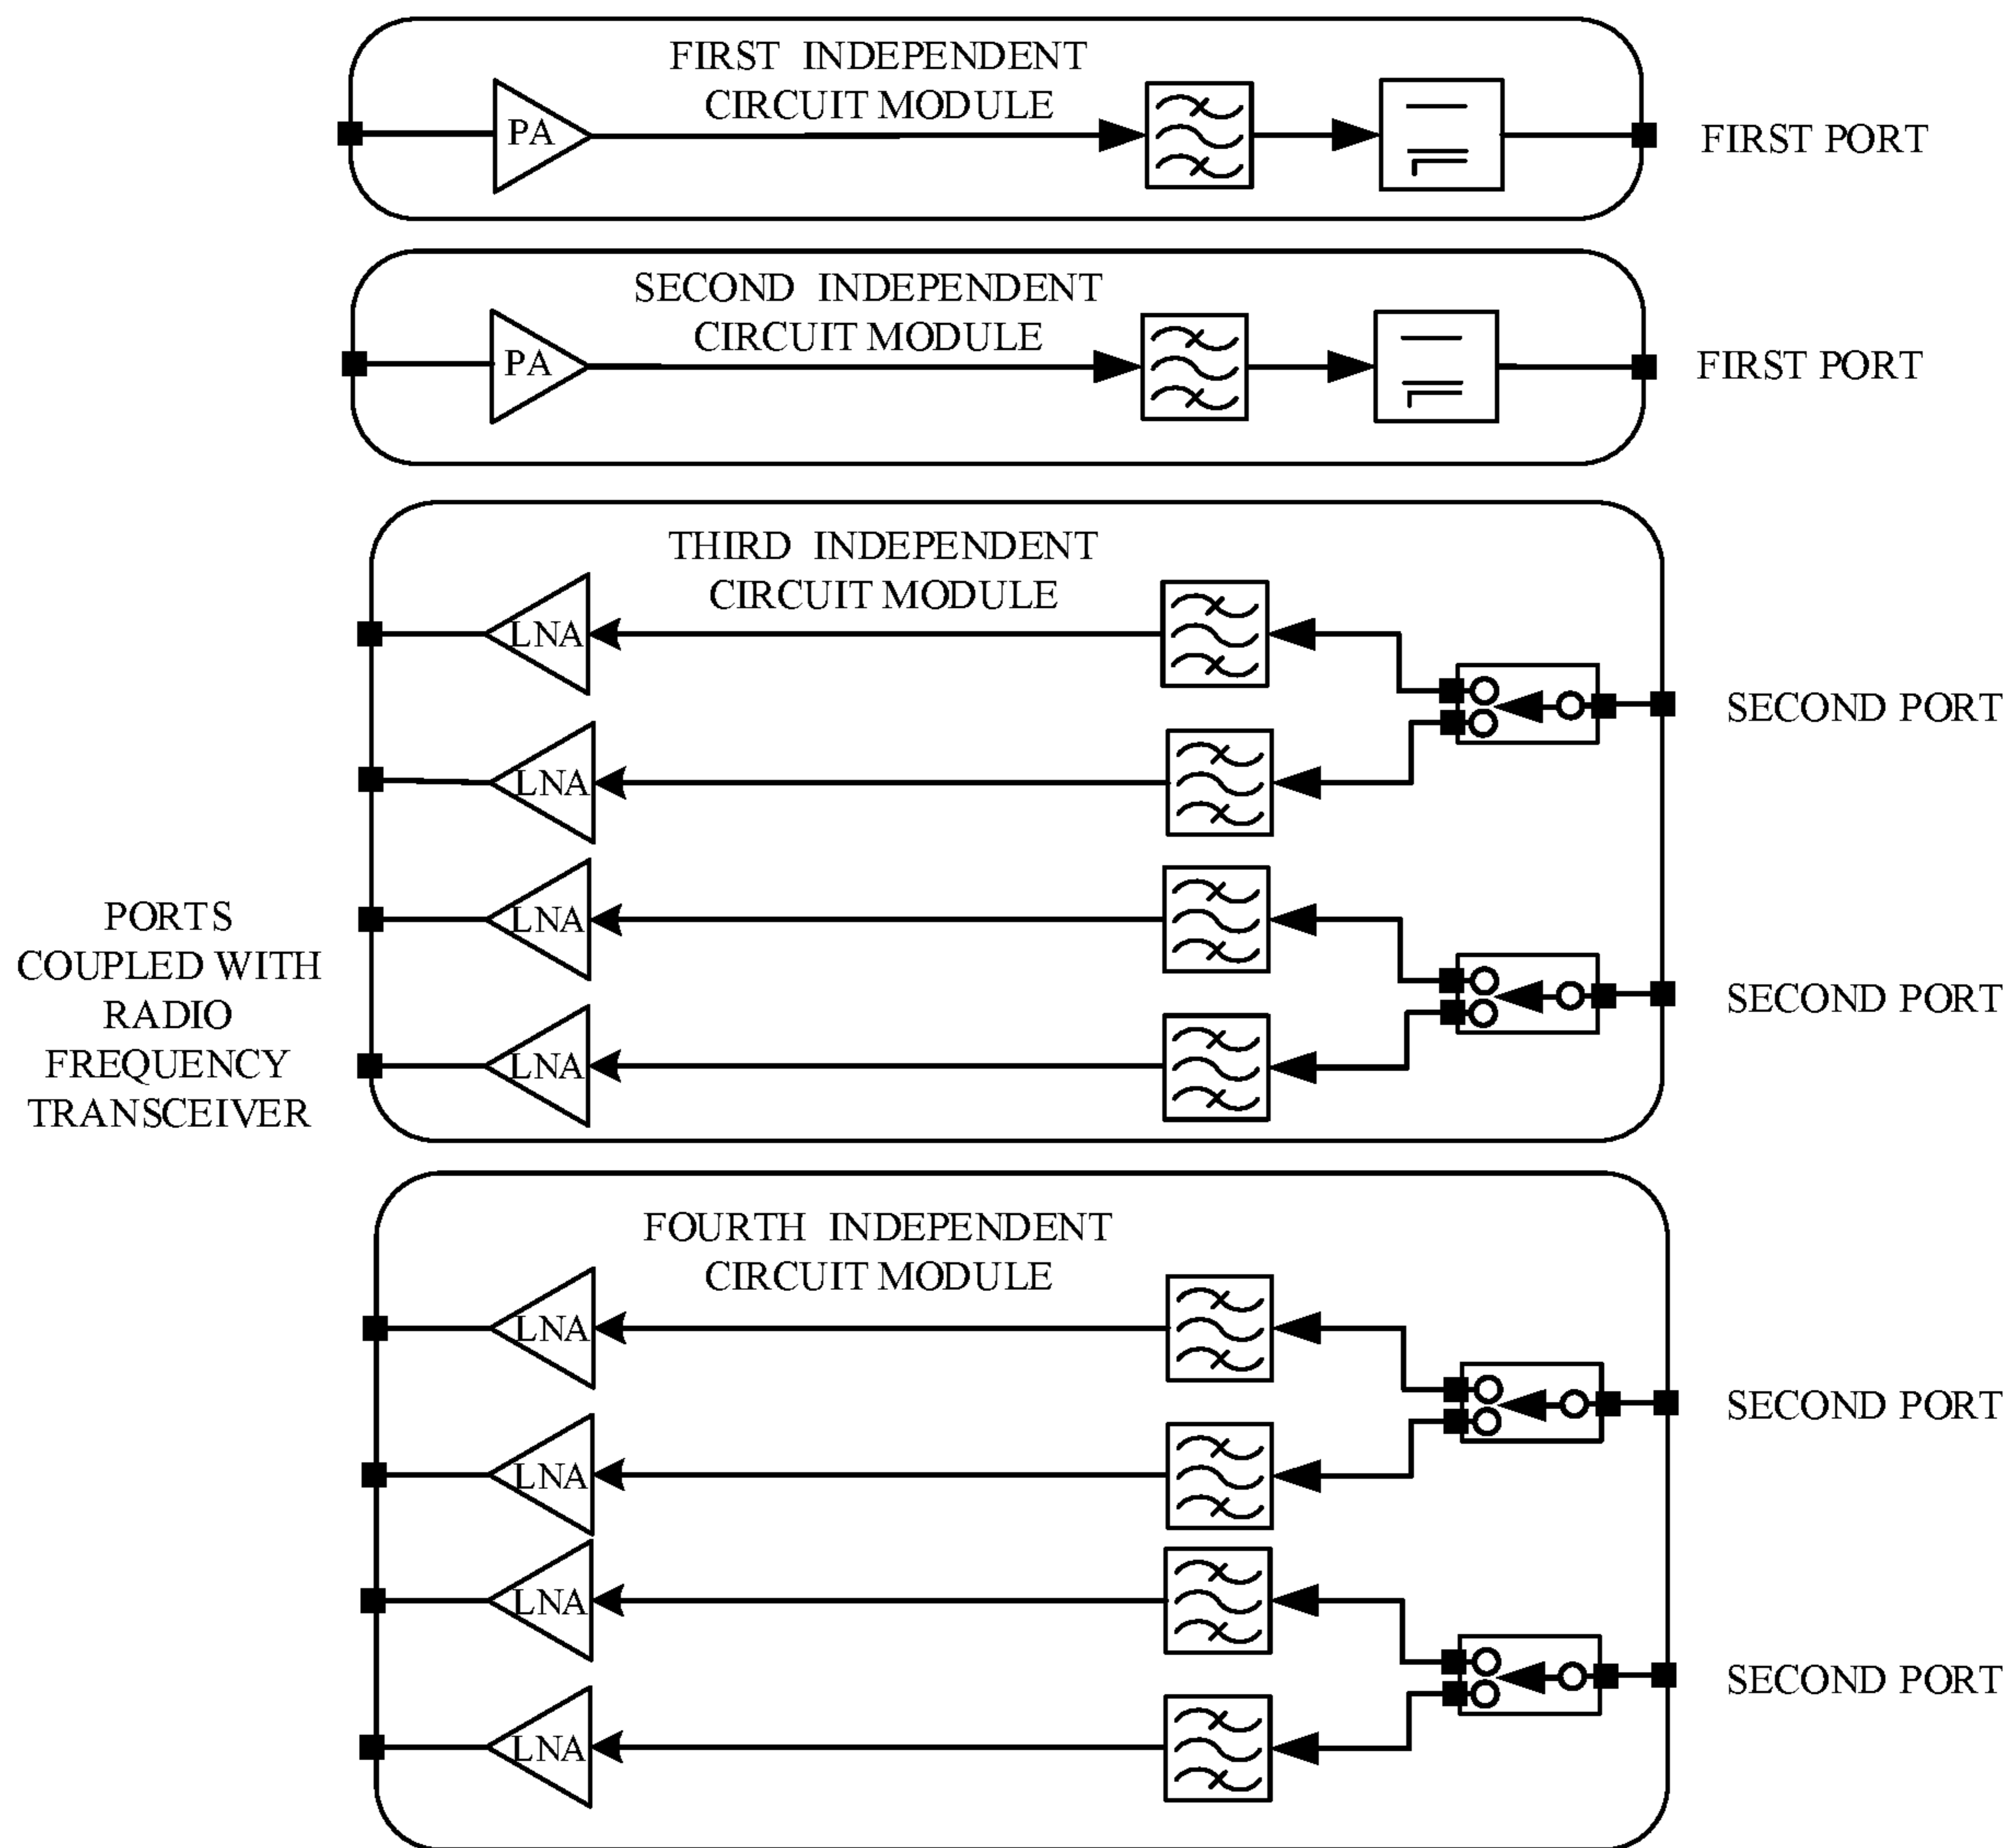 FIRST INDEPENDENT
CIRCUIT MODULE
PA
FIRST PORT
SECOND INDEPENDENT
CIRCUIT MODULE
PA
FIRST PORT
THIRD INDEPENDENT
CIRCUIT MODULE
LNA
SECOND PORT
LNA
LNA
SECOND PORT
LNA
PORTS
COUPLED WITH
RADIO
FREQUENCY
TRANSCEIVER
FOURTH INDEPENDENT
CIRCUIT MODULE
LNA
SECOND PORT
LNA
LNA
SECOND PORT
LNA